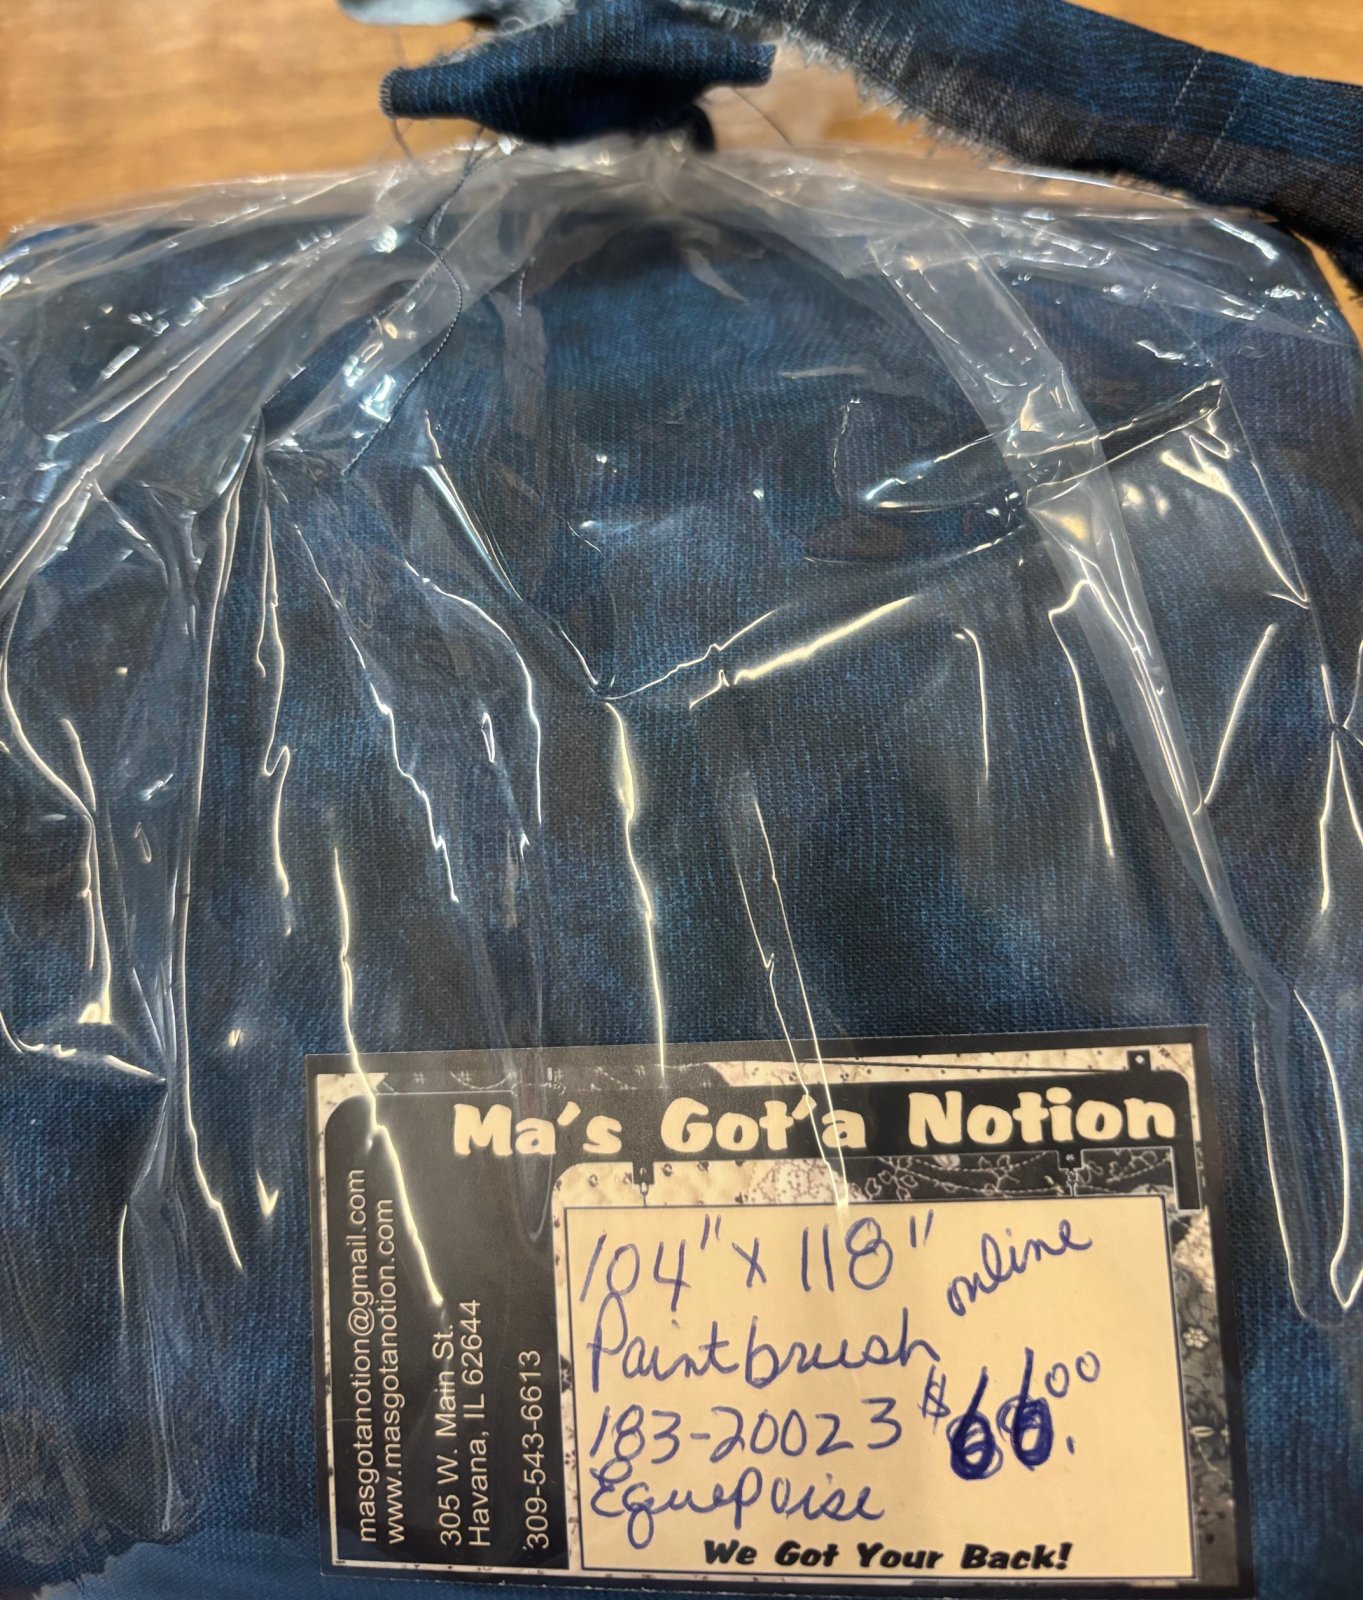 Ma's Got'a Notion
masgotanotion@gmail.com
www.masgotanotion.com
305 W. Main St.
Havana, IL 62644
309-543-6613
104" x 118" online
Paintbrush
183-20023 $66.00
Equepoise
We Got Your Back!